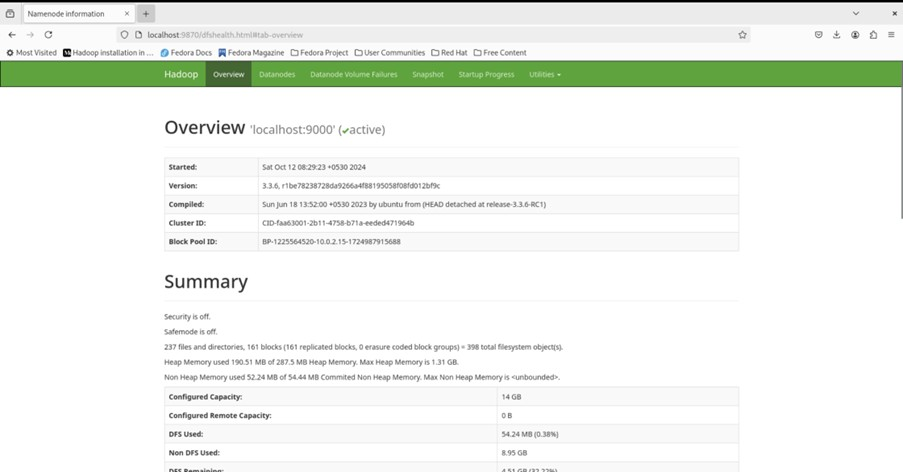 Namenode information
localhost:9870/dfshealth.html#tab-overview
Most Visited Hadoop installation in ... Fedora Docs Fedora Magazine Fedora Project User Communities Red Hat Free Content
Hadoop Overview Datanodes Datanode Volume Failures Snapshot Startup Progress Utilities
Overview 'localhost:9000' (✔active)
Started: Sat Oct 12 08:29:23 +0530 2024
Version: 3.3.6, r1be78238728da9266a4f88195058f08fd012bf9c
Compiled: Sun Jun 18 13:52:00 +0530 2023 by ubuntu from (HEAD detached at release-3.3.6-RC1)
Cluster ID: CID-faa63001-2b11-4758-b71a-eeded471964b
Block Pool ID: BP-1225564520-10.0.2.15-1724987915688
Summary
Security is off.
Safemode is off.
237 files and directories, 161 blocks (161 replicated blocks, 0 erasure coded block groups) = 398 total filesystem object(s).
Heap Memory used 190.51 MB of 287.5 MB Heap Memory. Max Heap Memory is 1.31 GB.
Non Heap Memory used 52.24 MB of 54.44 MB Commited Non Heap Memory. Max Non Heap Memory is <unbounded>.
Configured Capacity: 14 GB
Configured Remote Capacity: 0 B
DFS Used: 54.24 MB (0.38%)
Non DFS Used: 8.95 GB
DFS Remaining: 4.51 GB (32.22%)